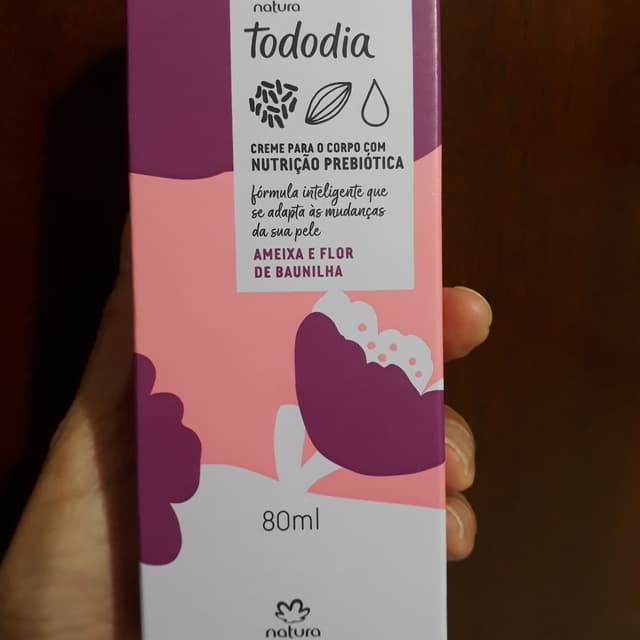 natura
tododia
CREME PARA O CORPO COM
NUTRIÇÃO PREBIÓTICA
fórmula inteligente que
se adapta às mudanças
da sua pele
AMEIXA E FLOR
DE BAUNILHA
80ml
natura